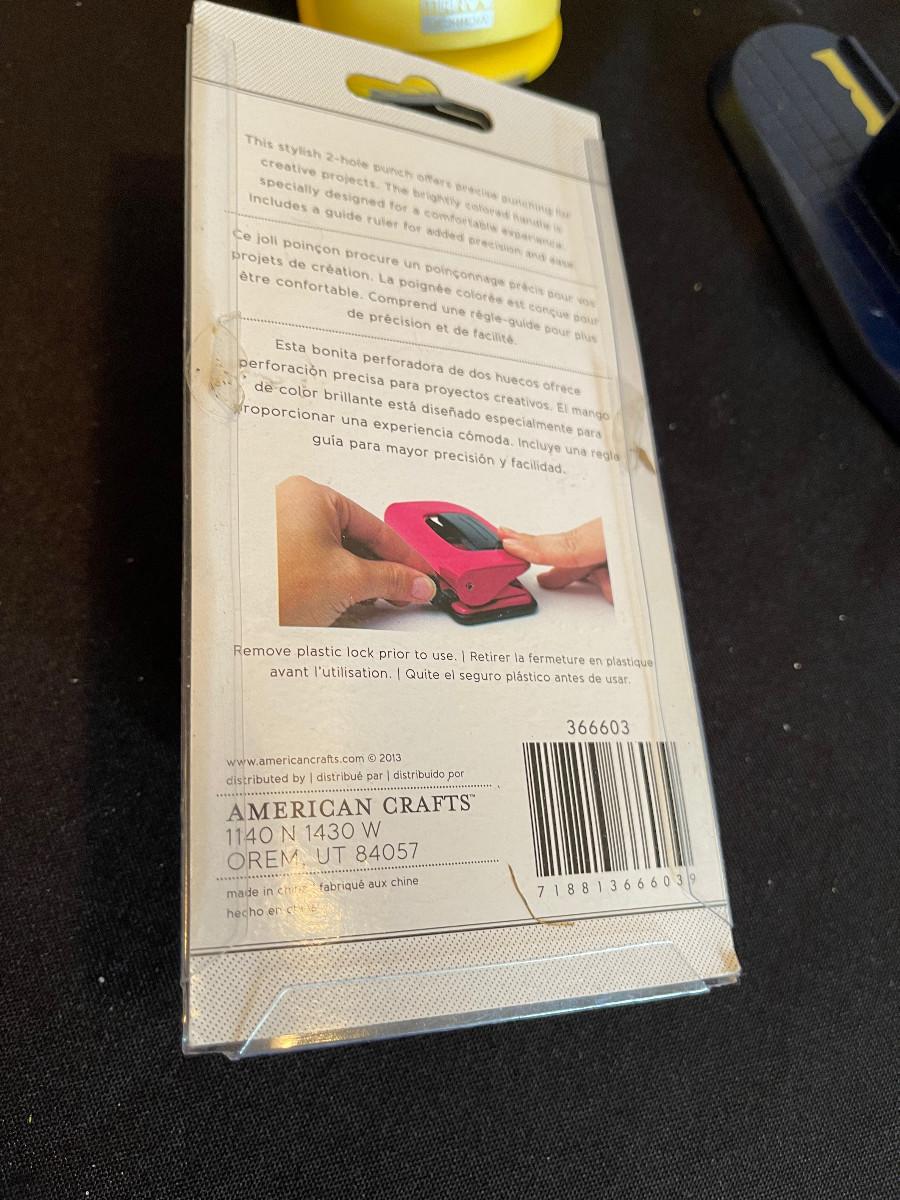 This stylish 2-hole punch offers precise punching for
creative projects. The brightly colored handle is
specially designed for a comfortable experience.
Includes a guide ruler for added precision and ease.
Ce joli poinçon procure un poinçonnage précis pour vos
projets de création. La poignée colorée est conçue pour
être confortable. Comprend une règle-guide pour plus
de précision et de facilité.
Esta bonita perforadora de dos huecos ofrece
perforación precisa para proyectos creativos. El mango
de color brillante está diseñado especialmente para
proporcionar una experiencia cómoda. Incluye una regla
guía para mayor precisión y facilidad.
Remove plastic lock prior to use. | Retirer la fermeture en plastique
avant l'utilisation. | Quite el seguro plástico antes de usar.
366603
www.americancrafts.com © 2013
distributed by | distribué par | distribuido por
AMERICAN CRAFTS™
1140 N 1430 W
OREM, UT 84057
made in china fabriqué aux chine
hecho en china
7 18813 66603 9